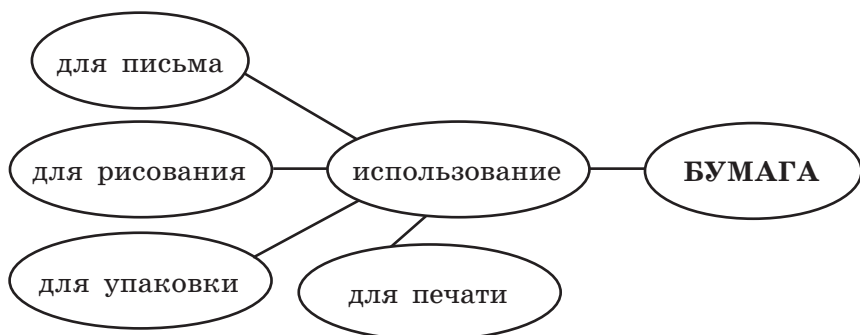 для письма
для рисования
использование
БУМАГА
для упаковки
для печати